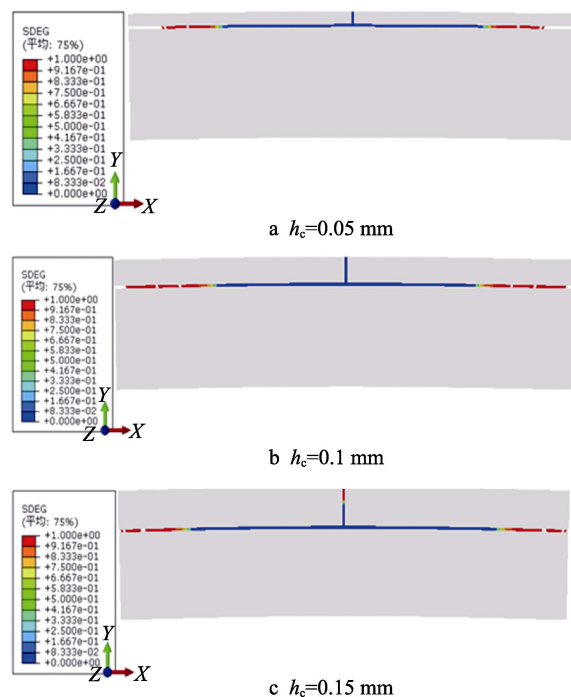 SDEG
(平均: 75%)
+1.000e+00
+9.167e-01
+8.333e-01
+7.500e-01
+6.667e-01
+5.833e-01
+5.000e-01
+4.167e-01
+3.333e-01
+2.500e-01
+1.667e-01
+8.333e-02
+0.000e+00
Y
Z X
a hc=0.05 mm
SDEG
(平均: 75%)
+1.000e+00
+9.167e-01
+8.333e-01
+7.500e-01
+6.667e-01
+5.833e-01
+5.000e-01
+4.167e-01
+3.333e-01
+2.500e-01
+1.667e-01
+8.333e-02
+0.000e+00
Y
Z X
b hc=0.1 mm
SDEG
(平均: 75%)
+1.000e+00
+9.167e-01
+8.333e-01
+7.500e-01
+6.667e-01
+5.833e-01
+5.000e-01
+4.167e-01
+3.333e-01
+2.500e-01
+1.667e-01
+8.333e-02
+0.000e+00
Y
Z X
c hc=0.15 mm